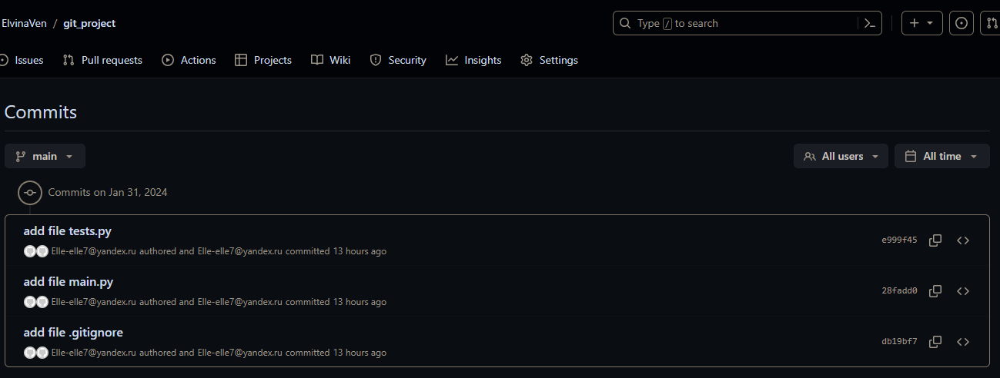 ElvinaVen / git_project
Type / to search
Issues Pull requests Actions Projects Wiki Security Insights Settings
Commits
main All users All time
Commits on Jan 31, 2024
add file tests.py
Elle-elle7@yandex.ru authored and Elle-elle7@yandex.ru committed 13 hours ago
e999f45
add file main.py
Elle-elle7@yandex.ru authored and Elle-elle7@yandex.ru committed 13 hours ago
28fadd0
add file .gitignore
Elle-elle7@yandex.ru authored and Elle-elle7@yandex.ru committed 13 hours ago
db19bf7